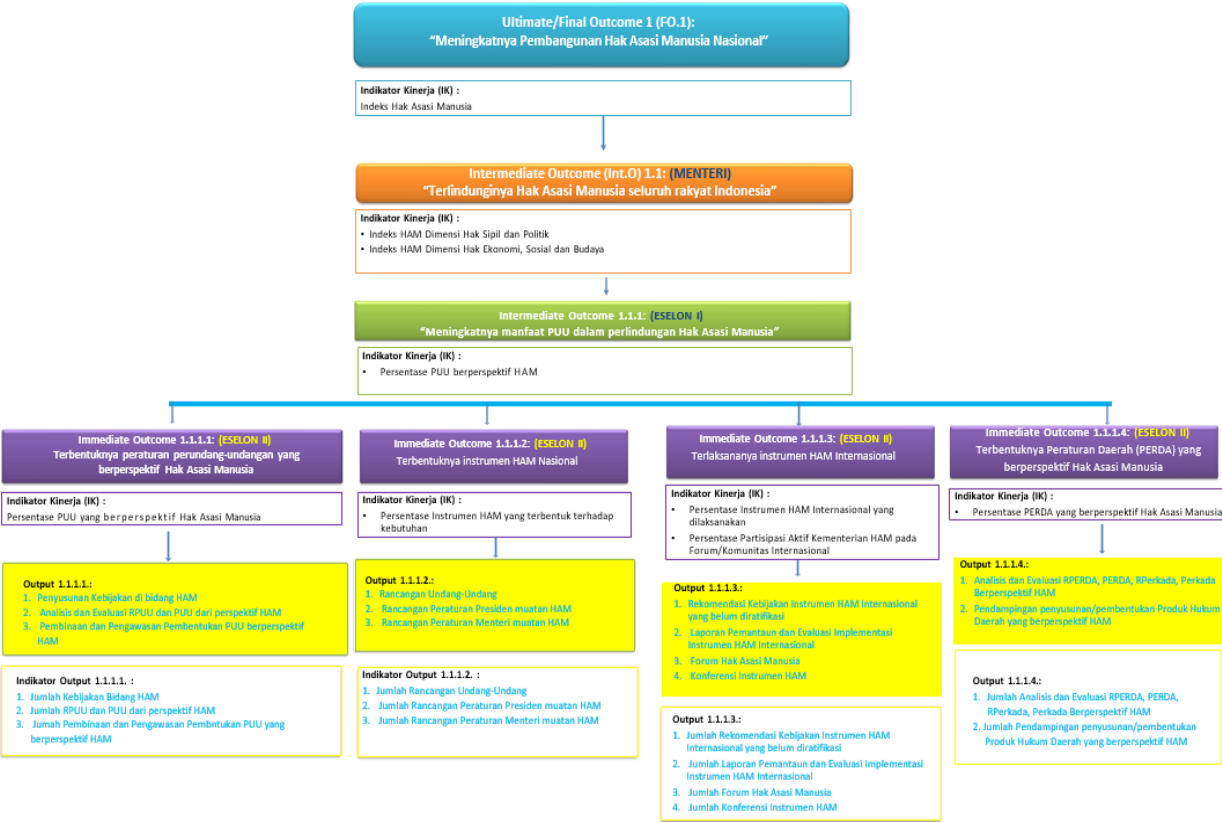 Ultimate/Final Outcome 1 (FO.1):
“Meningkatnya Pembangunan Hak Asasi Manusia Nasional”
Indikator Kinerja (IK) :
Indeks Hak Asasi Manusia
Intermediate Outcome (Int.O) 1.1: (MENTERI)
“Terlindunginya Hak Asasi Manusia seluruh rakyat Indonesia”
Indikator Kinerja (IK) :
• Indeks HAM Dimensi Hak Sipil dan Politik
• Indeks HAM Dimensi Hak Ekonomi, Sosial dan Budaya
Intermediate Outcome 1.1.1: (ESELON I)
“Meningkatnya manfaat PUU dalam perlindungan Hak Asasi Manusia”
Indikator Kinerja (IK) :
• Persentase PUU berperspektif HAM
Immediate Outcome 1.1.1.1: (ESELON II)
Terbentuknya peraturan perundang-undangan yang
berperspektif Hak Asasi Manusia
Indikator Kinerja (IK) :
Persentase PUU yang berperspektif Hak Asasi Manusia
Output 1.1.1.1.:
1. Penyusunan Kebijakan di bidang HAM
2. Analisis dan Evaluasi RPUU dan PUU dari perspektif HAM
3. Pembinaan dan Pengawasan Pembentukan PUU berperspektif
HAM
Indikator Output 1.1.1.1. :
1. Jumlah Kebijakan Bidang HAM
2. Jumlah RPUU dan PUU dari perspektif HAM
3. Jumah Pembinaan dan Pengawasan Pembntukan PUU yang
berperspektif HAM
Immediate Outcome 1.1.1.2: (ESELON II)
Terbentuknya instrumen HAM Nasional
Indikator Kinerja (IK) :
• Persentase Instrumen HAM yang terbentuk terhadap
kebutuhan
Output 1.1.1.2.:
1. Rancangan Undang-Undang
2. Rancangan Peraturan Presiden muatan HAM
3. Rancangan Peraturan Menteri muatan HAM
Indikator Output 1.1.1.2. :
1. Jumlah Rancangan Undang-Undang
2. Jumlah Rancangan Peraturan Presiden muatan HAM
3. Jumlah Rancangan Peraturan Menteri muatan HAM
Immediate Outcome 1.1.1.3: (ESELON II)
Terlaksananya instrumen HAM Internasional
Indikator Kinerja (IK) :
• Persentase Instrumen HAM Internasional yang
dilaksanakan
• Persentase Partisipasi Aktif Kementerian HAM pada
Forum/Komunitas Internasional
Output 1.1.1.3.:
1. Rekomendasi Kebijakan Instrumen HAM Internasional
yang belum diratifikasi
2. Laporan Pemantaun dan Evaluasi Implementasi
Instrumen HAM Internasional
3. Forum Hak Asasi Manusia
4. Konferensi Instrumen HAM
Output 1.1.1.3.:
1. Jumlah Rekomendasi Kebijakan Instrumen HAM
Internasional yang belum diratifikasi
2. Jumlah Laporan Pemantaun dan Evaluasi Implementasi
Instrumen HAM Internasional
3. Jumlah Forum Hak Asasi Manusia
4. Jumlah Konferensi Instrumen HAM
Immediate Outcome 1.1.1.4: (ESELON II)
Terbentuknya Peraturan Daerah (PERDA) yang
berperspektif Hak Asasi Manusia
Indikator Kinerja (IK) :
• Persentase PERDA yang berperspektif Hak Asasi Manusia
Output 1.1.1.4.:
1. Analisis dan Evaluasi RPERDA, PERDA, RPerkada, Perkada
Berperspektif HAM
2. Pendampingan penyusunan/pembentukan Produk Hukum
Daerah yang berperspektif HAM
Output 1.1.1.4.:
1. Jumlah Analisis dan Evaluasi RPERDA, PERDA,
RPerkada, Perkada Berperspektif HAM
2. Jumlah Pendampingan penyusunan/pembentukan
Produk Hukum Daerah yang berperspektif HAM